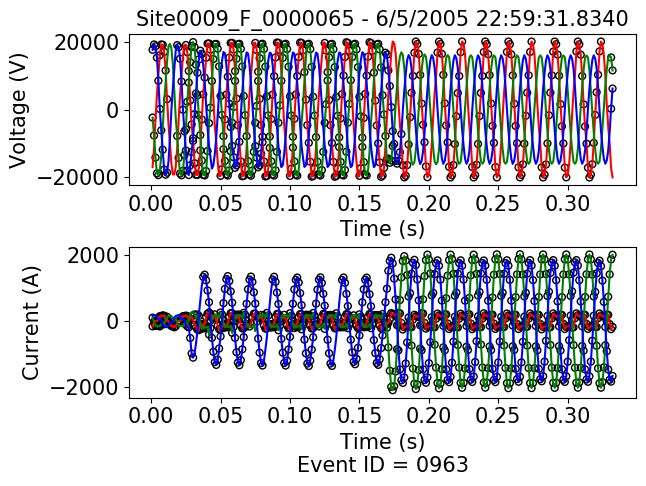 Site0009_F_0000065 - 6/5/2005 22:59:31.8340
Voltage (V)
20000
0
−20000
0.00 0.05 0.10 0.15 0.20 0.25 0.30
Time (s)
Current (A)
2000
0
−2000
0.00 0.05 0.10 0.15 0.20 0.25 0.30
Time (s)
Event ID = 0963